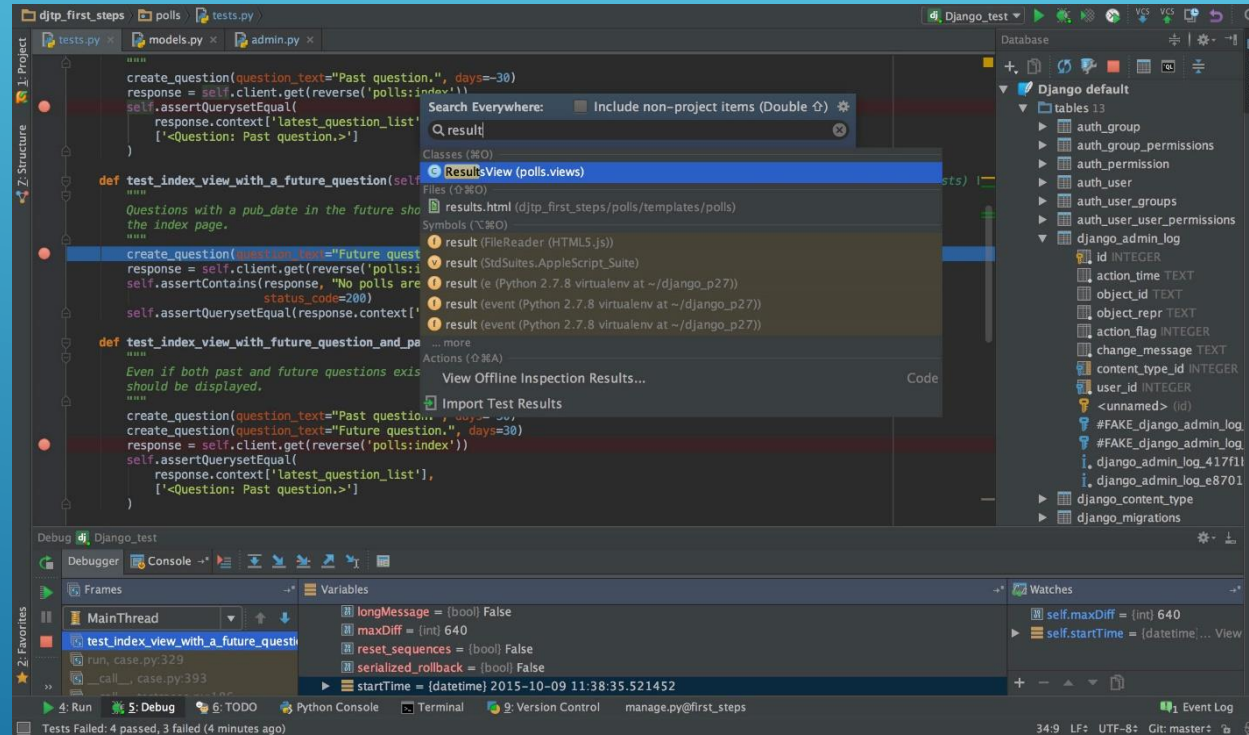 djtp_first_steps polls tests.py
Django_test
VCS VCS
tests.py models.py admin.py
1: Project
Z: Structure
2: Favorites
"""
create_question(question_text="Past question.", days=-30)
response = self.client.get(reverse('polls:index'))
self.assertQuerysetEqual(
response.context['latest_question_list'
['<Question: Past question.>']
)
def test_index_view_with_a_future_question(self
sts)
"""
Questions with a pub_date in the future sho
the index page.
"""
create_question(question_text="Future quest
response = self.client.get(reverse('polls:i
self.assertContains(response, "No polls are
status_code=200)
self.assertQuerysetEqual(response.context['
def test_index_view_with_future_question_and_pa
"""
Even if both past and future questions exis
should be displayed.
"""
create_question(question_text="Past question.", days=-30)
create_question(question_text="Future question.", days=30)
response = self.client.get(reverse('polls:index'))
self.assertQuerysetEqual(
response.context['latest_question_list'],
['<Question: Past question.>']
)
Search Everywhere: Include non-project items (Double ⇧)
result
Classes (⌘O)
ResultsView (polls.views)
Files (⇧⌘O)
results.html (djtp_first_steps/polls/templates/polls)
Symbols (⌥⌘O)
result (FileReader (HTML5.js))
result (StdSuites.AppleScript_Suite)
result (e (Python 2.7.8 virtualenv at ~/django_p27))
result (event (Python 2.7.8 virtualenv at ~/django_p27))
result (event (Python 2.7.8 virtualenv at ~/django_p27))
... more
Actions (⇧⌘A)
View Offline Inspection Results... Code
Import Test Results
Database
QL
Django default
tables 13
auth_group
auth_group_permissions
auth_permission
auth_user
auth_user_groups
auth_user_user_permissions
django_admin_log
id INTEGER
action_time TEXT
object_id TEXT
object_repr TEXT
action_flag INTEGER
change_message TEXT
content_type_id INTEGER
user_id INTEGER
<unnamed> (id)
#FAKE_django_admin_log_
#FAKE_django_admin_log_
django_admin_log_417f1
django_admin_log_e8701
django_content_type
django_migrations
Debug Django_test
Debugger Console
Frames
MainThread
test_index_view_with_a_future_questi
run, case.py:329
__call__, case.py:393
Variables
longMessage = {bool} False
maxDiff = {int} 640
reset_sequences = {bool} False
serialized_rollback = {bool} False
startTime = {datetime} 2015-10-09 11:38:35.521452
Watches
self.maxDiff = {int} 640
self.startTime = {datetime}... View
4: Run 5: Debug 6: TODO Python Console Terminal 9: Version Control manage.py@first_steps 1 Event Log
Tests Failed: 4 passed, 3 failed (4 minutes ago) 34:9 LF UTF-8 Git: master